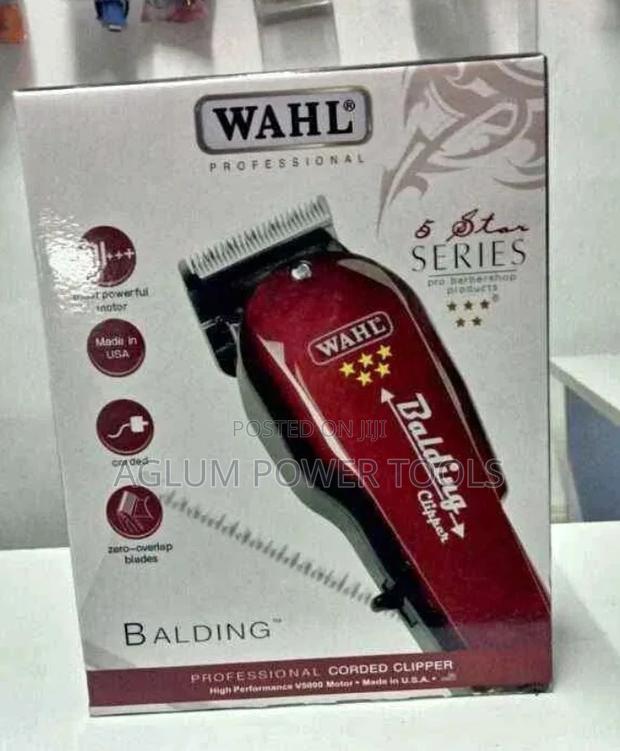 WAHL®
PROFESSIONAL
5 Star
SERIES
pro barbershop
products
®
most powerful
motor
Made in
USA
corded
zero-overlap
blades
WAHL
Balding
Clipper
POSTED ON JIJI
AGLUM POWER TOOLS
BALDING™
PROFESSIONAL CORDED CLIPPER
High Performance V5000 Motor • Made in U.S.A. •